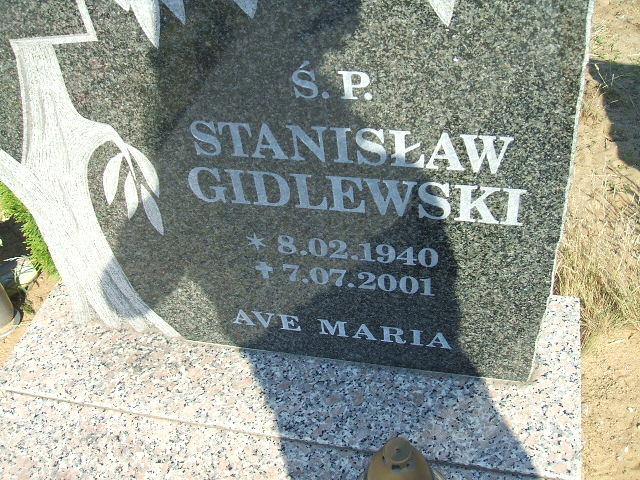 Ś. P.
STANISŁAW
GIDLEWSKI
* 8.02.1940
✝ 7.07.2001
AVE MARIA